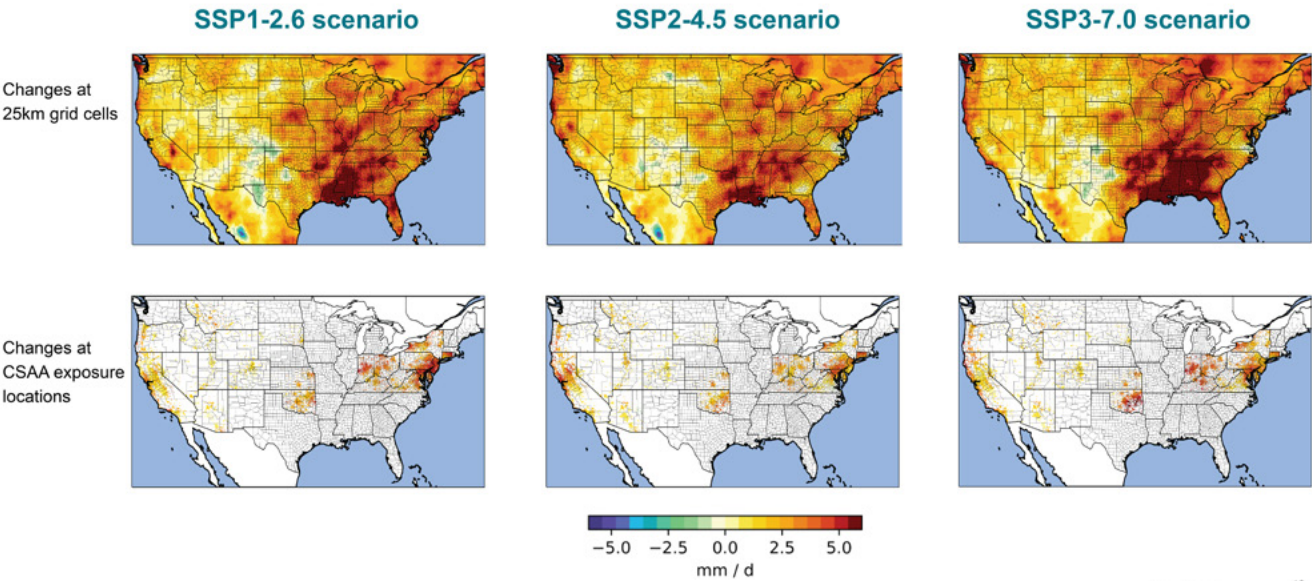 SSP1-2.6 scenario
SSP2-4.5 scenario
SSP3-7.0 scenario
Changes at
25km grid cells
Changes at
CSAA exposure
locations
−5.0 −2.5 0.0 2.5 5.0
mm / d